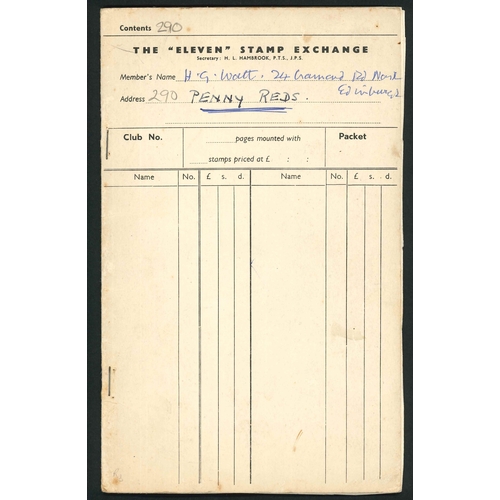 Contents 290
THE "ELEVEN" STAMP EXCHANGE
Secretary: H. L. HAMBROOK, P.T.S., J.P.S.
Member's Name H. G. Watt. 24 Cramond Rd North
Edinburgh
Address 290 PENNY REDS.
Club No.
pages mounted with
stamps priced at £ : :
Packet
Name No. £ s. d. Name No. £ s. d.